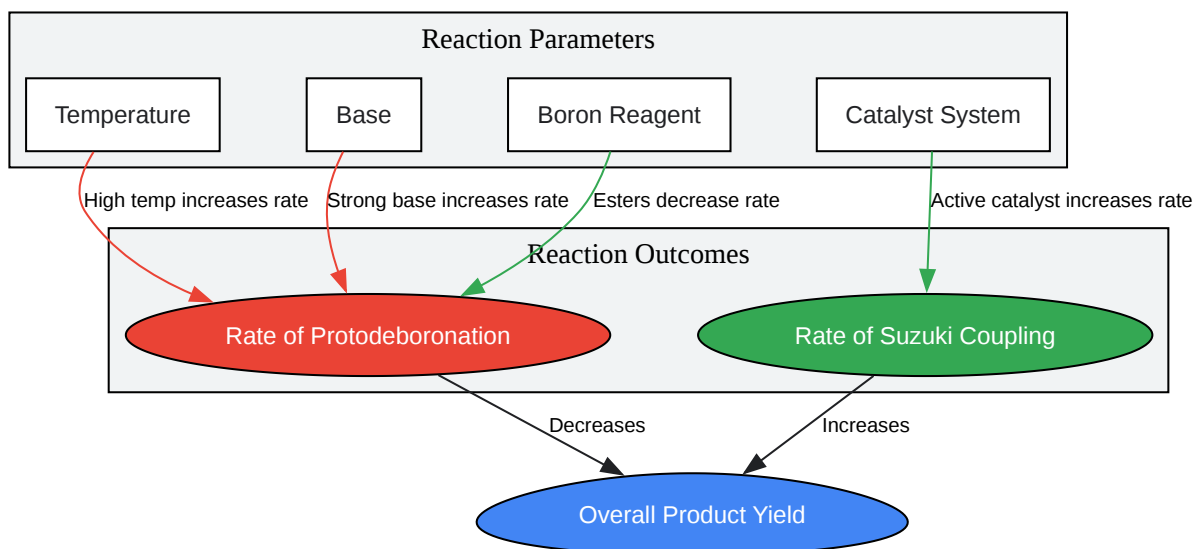 Reaction Parameters
Temperature
Base
Boron Reagent
Catalyst System
High temp increases rate
Strong base increases rate
Esters decrease rate
Active catalyst increases rate
Reaction Outcomes
Rate of Protodeboronation
Rate of Suzuki Coupling
Decreases
Increases
Overall Product Yield